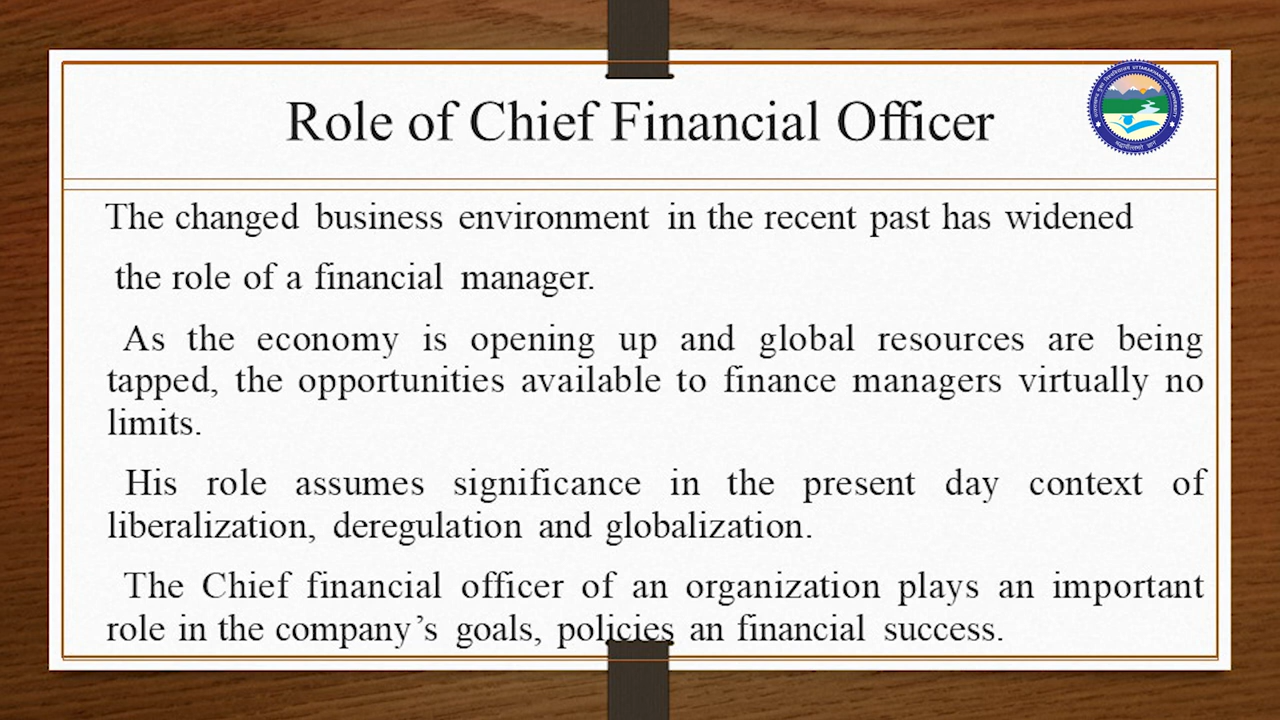 Role of Chief Financial Officer
The changed business environment in the recent past has widened
the role of a financial manager.
As the economy is opening up and global resources are being
tapped, the opportunities available to finance managers virtually no
limits.
His role assumes significance in the present day context of
liberalization, deregulation and globalization.
The Chief financial officer of an organization plays an important
role in the company’s goals, policies an financial success.